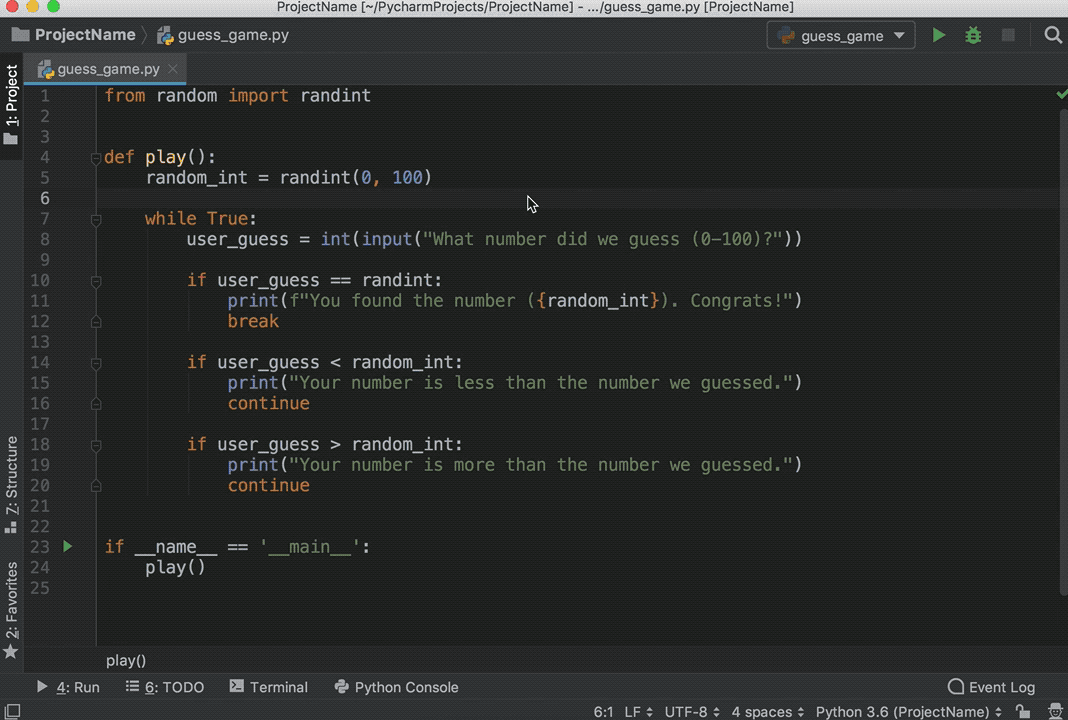 ProjectName [~/PycharmProjects/ProjectName] - .../guess_game.py [ProjectName]
ProjectName guess_game.py guess_game
guess_game.py
1: Project
1 from random import randint
2
3
4 def play():
5 random_int = randint(0, 100)
6
7 while True:
8 user_guess = int(input("What number did we guess (0-100)?"))
9
10 if user_guess == randint:
11 print(f"You found the number ({random_int}). Congrats!")
12 break
13
14 if user_guess < random_int:
15 print("Your number is less than the number we guessed.")
16 continue
17
18 if user_guess > random_int:
19 print("Your number is more than the number we guessed.")
20 continue
21
22
23 if __name__ == '__main__':
24 play()
25
Z: Structure
2: Favorites
play()
4: Run 6: TODO Terminal Python Console Event Log
6:1 LF UTF-8 4 spaces Python 3.6 (ProjectName)